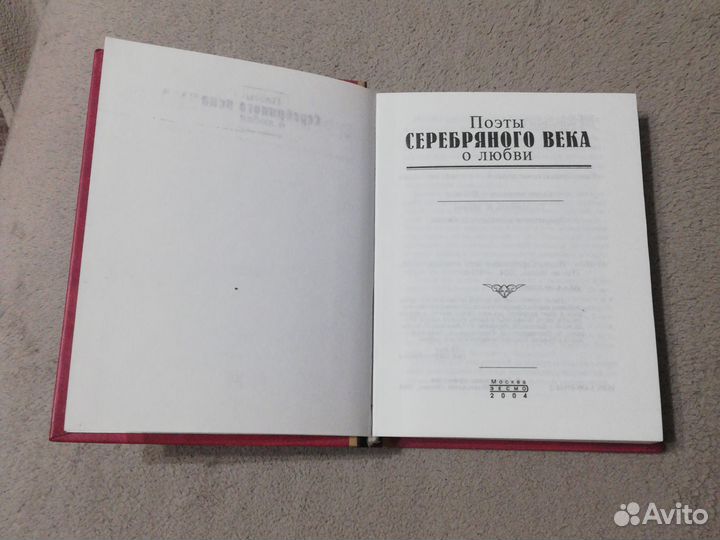 Поэты
СЕРЕБРЯНОГО ВЕКА
о любви
Москва
ЭКСМО
2004
Avito